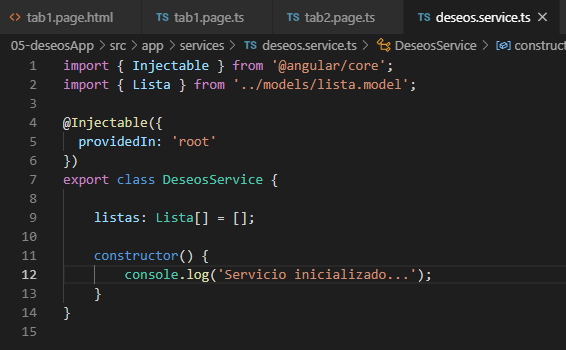 <> tab1.page.html TS tab1.page.ts TS tab2.page.ts TS deseos.service.ts ×
05-deseosApp > src > app > services > TS deseos.service.ts > DeseosService > construct
1 import { Injectable } from '@angular/core';
2 import { Lista } from '../models/lista.model';
3
4 @Injectable({
5   providedIn: 'root'
6 })
7 export class DeseosService {
8
9     listas: Lista[] = [];
10
11     constructor() {
12         console.log('Servicio inicializado...');
13     }
14 }
15